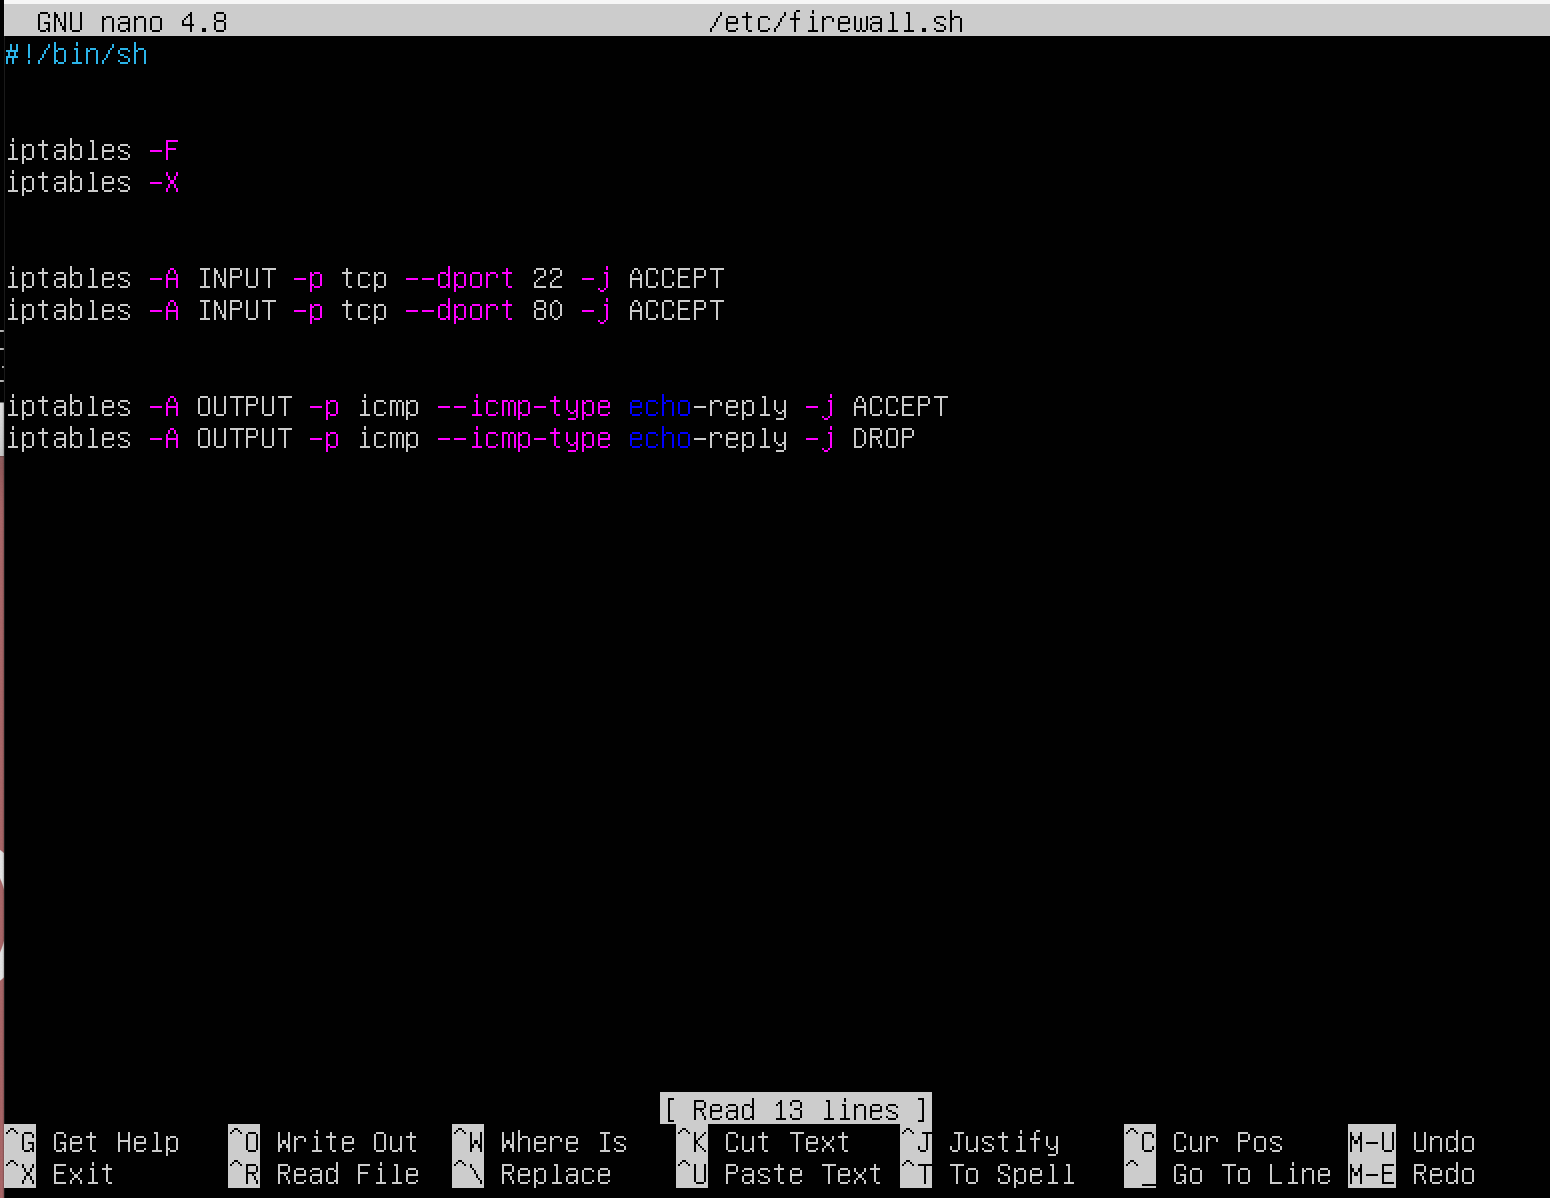 GNU nano 4.8 /etc/firewall.sh
#!/bin/sh
iptables -F
iptables -X
iptables -A INPUT -p tcp --dport 22 -j ACCEPT
iptables -A INPUT -p tcp --dport 80 -j ACCEPT
iptables -A OUTPUT -p icmp --icmp-type echo-reply -j ACCEPT
iptables -A OUTPUT -p icmp --icmp-type echo-reply -j DROP
[ Read 13 lines ]
^G Get Help ^O Write Out ^W Where Is ^K Cut Text ^J Justify ^C Cur Pos M-U Undo
^X Exit ^R Read File ^\ Replace ^U Paste Text ^T To Spell ^_ Go To Line M-E Redo